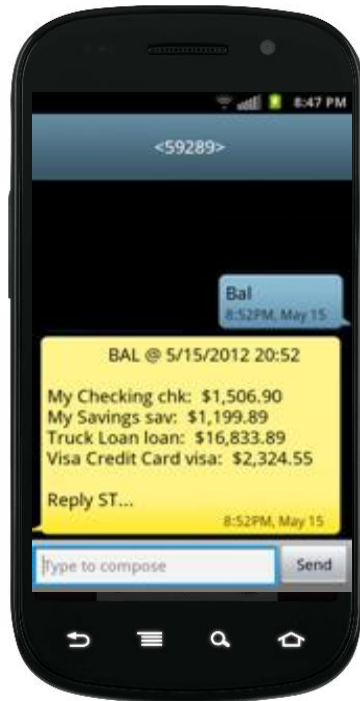 8:47 PM
<59289>
Bal
8:52PM, May 15
BAL @ 5/15/2012 20:52
My Checking chk: $1,506.90
My Savings sav: $1,199.89
Truck Loan loan: $16,833.89
Visa Credit Card visa: $2,324.55
Reply ST...
8:52PM, May 15
Type to compose
Send